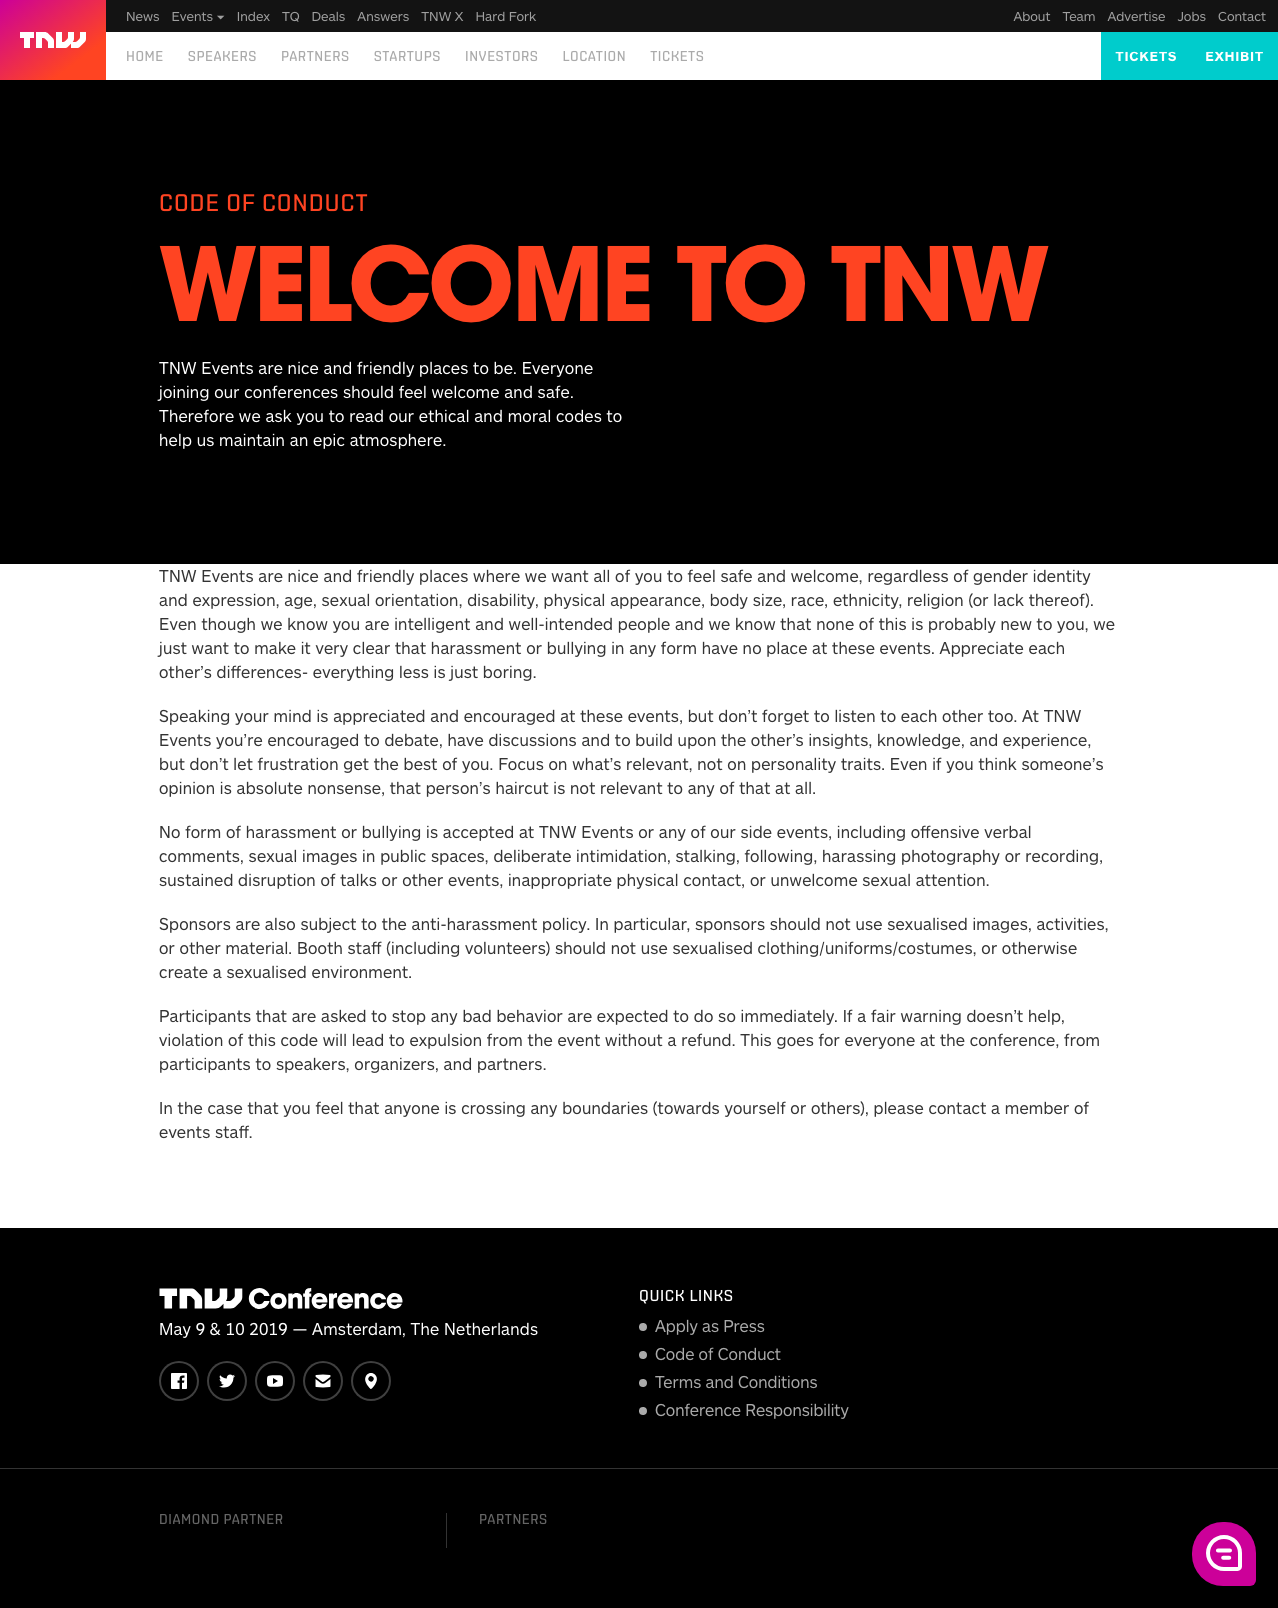 TNW
News Events Index TQ Deals Answers TNW X Hard Fork
About Team Advertise Jobs Contact
HOME SPEAKERS PARTNERS STARTUPS INVESTORS LOCATION TICKETS
TICKETS EXHIBIT
CODE OF CONDUCT
WELCOME TO TNW
TNW Events are nice and friendly places to be. Everyone
joining our conferences should feel welcome and safe.
Therefore we ask you to read our ethical and moral codes to
help us maintain an epic atmosphere.
TNW Events are nice and friendly places where we want all of you to feel safe and welcome, regardless of gender identity
and expression, age, sexual orientation, disability, physical appearance, body size, race, ethnicity, religion (or lack thereof).
Even though we know you are intelligent and well-intended people and we know that none of this is probably new to you, we
just want to make it very clear that harassment or bullying in any form have no place at these events. Appreciate each
other’s differences- everything less is just boring.
Speaking your mind is appreciated and encouraged at these events, but don’t forget to listen to each other too. At TNW
Events you’re encouraged to debate, have discussions and to build upon the other’s insights, knowledge, and experience,
but don’t let frustration get the best of you. Focus on what’s relevant, not on personality traits. Even if you think someone’s
opinion is absolute nonsense, that person’s haircut is not relevant to any of that at all.
No form of harassment or bullying is accepted at TNW Events or any of our side events, including offensive verbal
comments, sexual images in public spaces, deliberate intimidation, stalking, following, harassing photography or recording,
sustained disruption of talks or other events, inappropriate physical contact, or unwelcome sexual attention.
Sponsors are also subject to the anti-harassment policy. In particular, sponsors should not use sexualised images, activities,
or other material. Booth staff (including volunteers) should not use sexualised clothing/uniforms/costumes, or otherwise
create a sexualised environment.
Participants that are asked to stop any bad behavior are expected to do so immediately. If a fair warning doesn’t help,
violation of this code will lead to expulsion from the event without a refund. This goes for everyone at the conference, from
participants to speakers, organizers, and partners.
In the case that you feel that anyone is crossing any boundaries (towards yourself or others), please contact a member of
events staff.
TNW Conference
May 9 & 10 2019 — Amsterdam, The Netherlands
QUICK LINKS
Apply as Press
Code of Conduct
Terms and Conditions
Conference Responsibility
DIAMOND PARTNER
PARTNERS